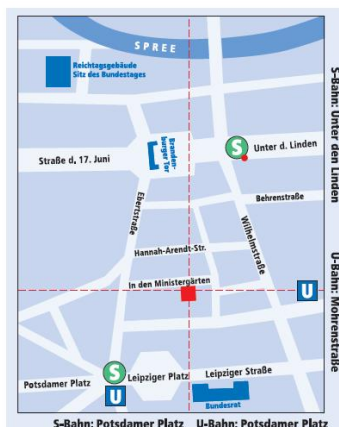 SPREE
Reichtagsgebäude
Sitz des Bundestages
Branden-
burger Tor
S
Unter d. Linden
Straße d. 17. Juni
Ebertstraße
Behrenstraße
Wilhelmstraße
Hannah-Arendt-Str.
In den Ministergärten
U
S
Potsdamer Platz
U
Leipziger Platz
Leipziger Straße
Bundesrat
S-Bahn: Unter den Linden
U-Bahn: Mohrenstraße
S-Bahn: Potsdamer Platz
U-Bahn: Potsdamer Platz